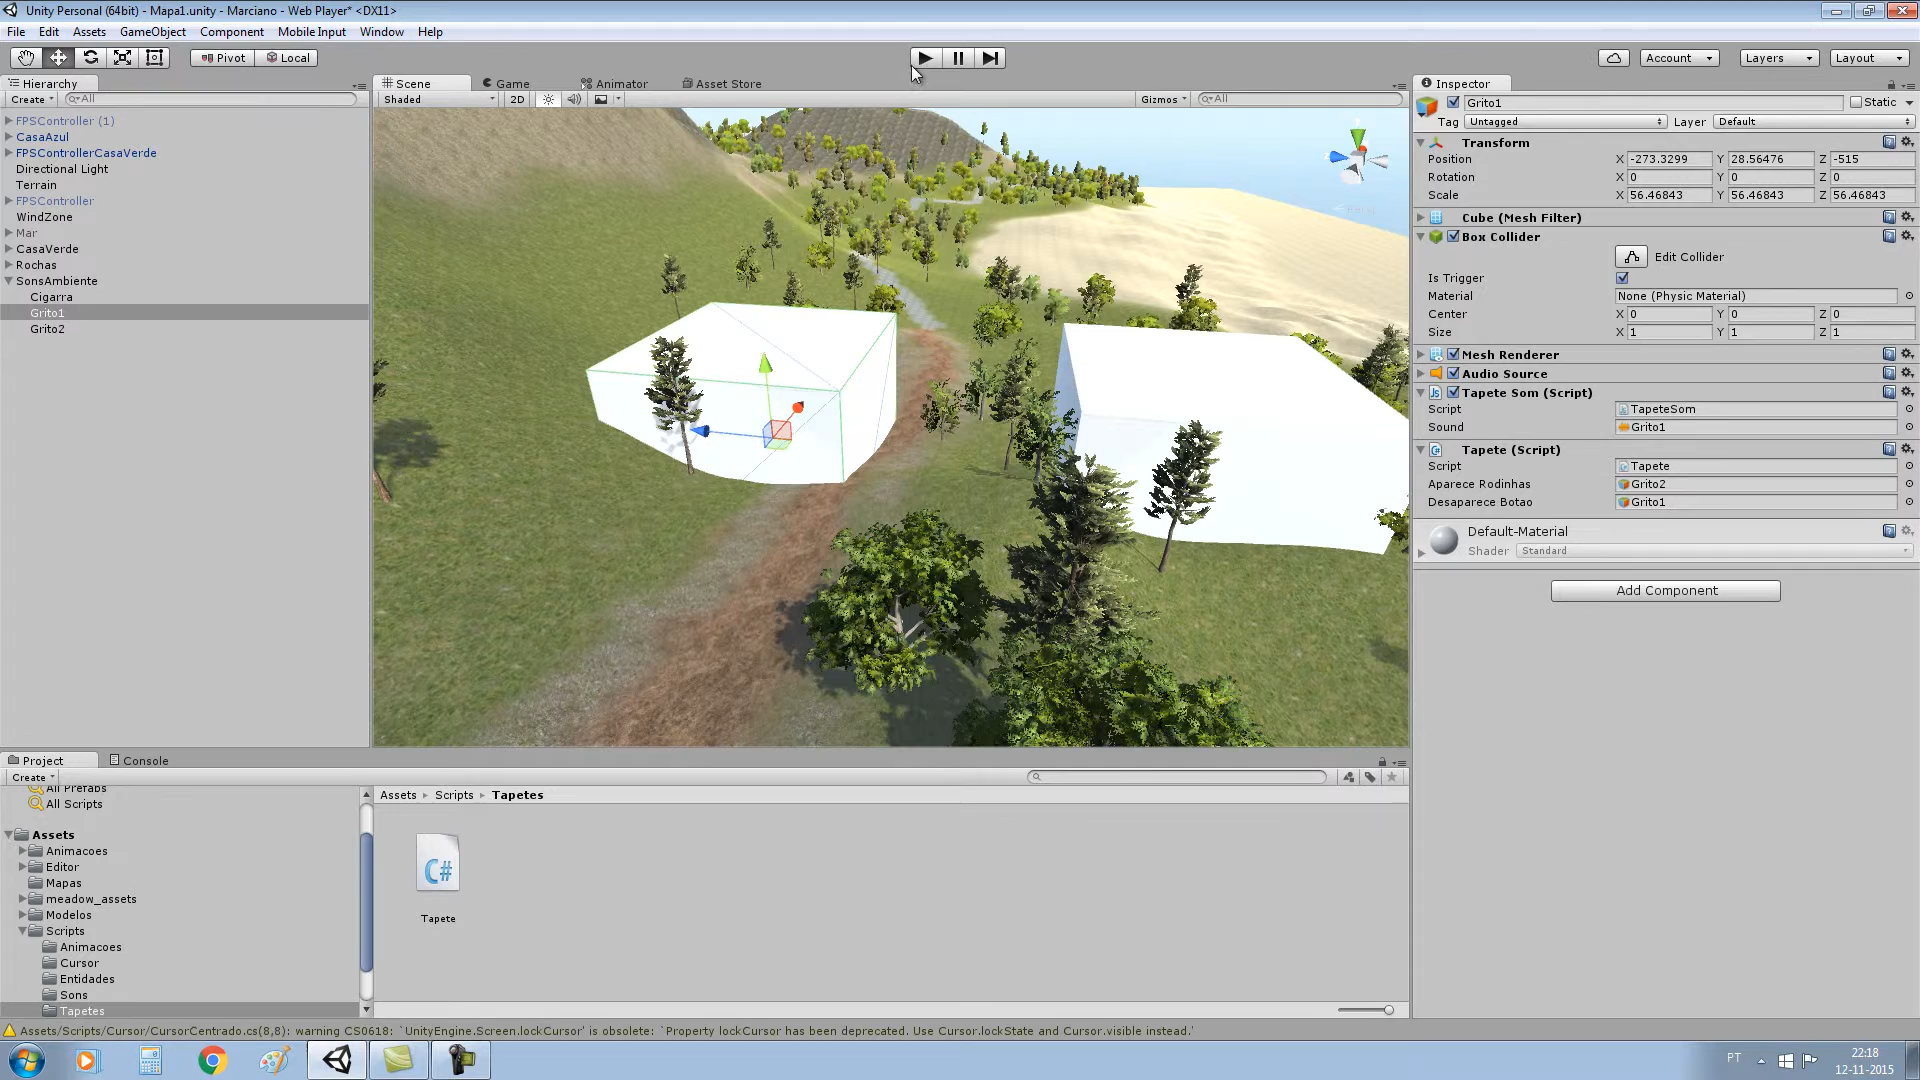 Unity Personal (64bit) - Mapa1.unity - Marciano - Web Player* <DX11>
File Edit Assets GameObject Component Mobile Input Window Help
Pivot Local Account Layers Layout
Hierarchy
Create All
FPSController (1)
CasaAzul
FPSControllerCasaVerde
Directional Light
Terrain
FPSController
WindZone
Mar
CasaVerde
Rochas
SonsAmbiente
Cigarra
Grito1
Grito2
Scene Game Animator Asset Store
Shaded 2D Gizmos All
Inspector
Grito1 Static
Tag Untagged Layer Default
Transform
Position X -273.3299 Y 28.56476 Z -515
Rotation X 0 Y 0 Z 0
Scale X 56.46843 Y 56.46843 Z 56.46843
Cube (Mesh Filter)
Box Collider
Edit Collider
Is Trigger
Material None (Physic Material)
Center X 0 Y 0 Z 0
Size X 1 Y 1 Z 1
Mesh Renderer
Audio Source
Tapete Som (Script)
Script TapeteSom
Sound Grito1
Tapete (Script)
Script Tapete
Aparece Rodinhas Grito2
Desaparece Botao Grito1
Default-Material
Shader Standard
Add Component
Project Console
Create
All Prefabs
All Scripts
Assets
Animacoes
Editor
Mapas
meadow_assets
Modelos
Scripts
Animacoes
Cursor
Entidades
Sons
Tapetes
Assets Scripts Tapetes
C#
Tapete
Assets/Scripts/Cursor/CursorCentrado.cs(8,8): warning CS0618: `UnityEngine.Screen.lockCursor' is obsolete: `Property lockCursor has been deprecated. Use Cursor.lockState and Cursor.visible instead.'
PT
22:18
12-11-2015